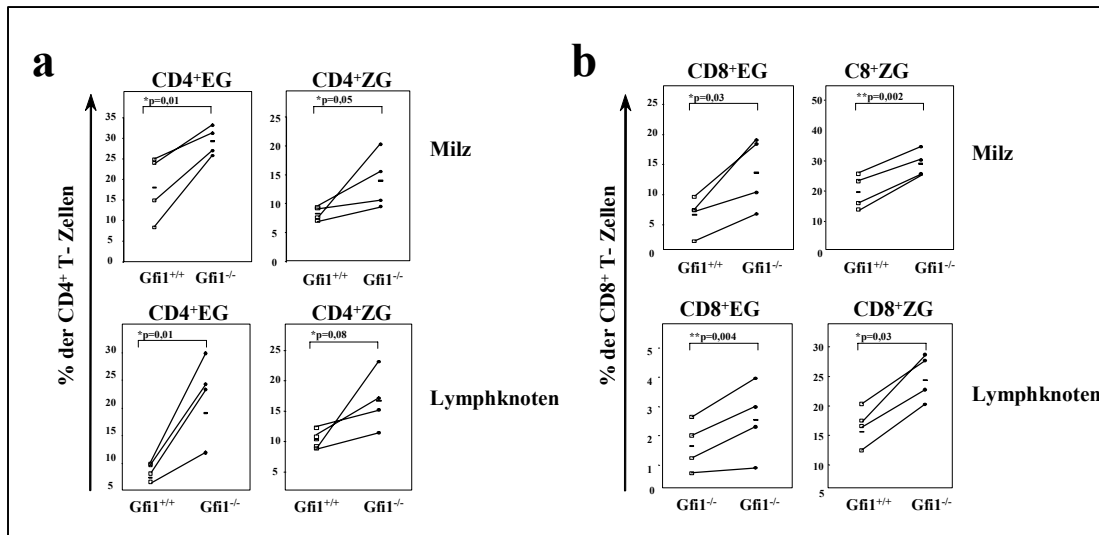 a
% der CD4⁺ T- Zellen
CD4⁺EG
*p=0,01
35
30
25
20
15
10
5
0
Gfi1⁺/⁺ Gfi1⁻/⁻
CD4⁺ZG
*p=0,05
25
20
15
10
5
0
Gfi1⁺/⁺ Gfi1⁻/⁻
Milz
CD4⁺EG
*p=0,01
30
25
20
15
10
5
Gfi1⁺/⁺ Gfi1⁻/⁻
CD4⁺ZG
*p=0,08
25
20
15
10
5
Gfi1⁺/⁺ Gfi1⁻/⁻
Lymphknoten
b
% der CD8⁺ T- Zellen
CD8⁺EG
*p=0,03
25
20
15
10
5
0
Gfi1⁺/⁺ Gfi1⁻/⁻
C8⁺ZG
**p=0,002
50
40
30
20
10
0
Gfi1⁺/⁺ Gfi1⁻/⁻
Milz
CD8⁺EG
**p=0,004
5
4
3
2
1
0
Gfi1⁻/⁻ Gfi1⁻/⁻
CD8⁺ZG
*p=0,03
30
25
20
15
10
5
Gfi1⁺/⁺ Gfi1⁻/⁻
Lymphknoten